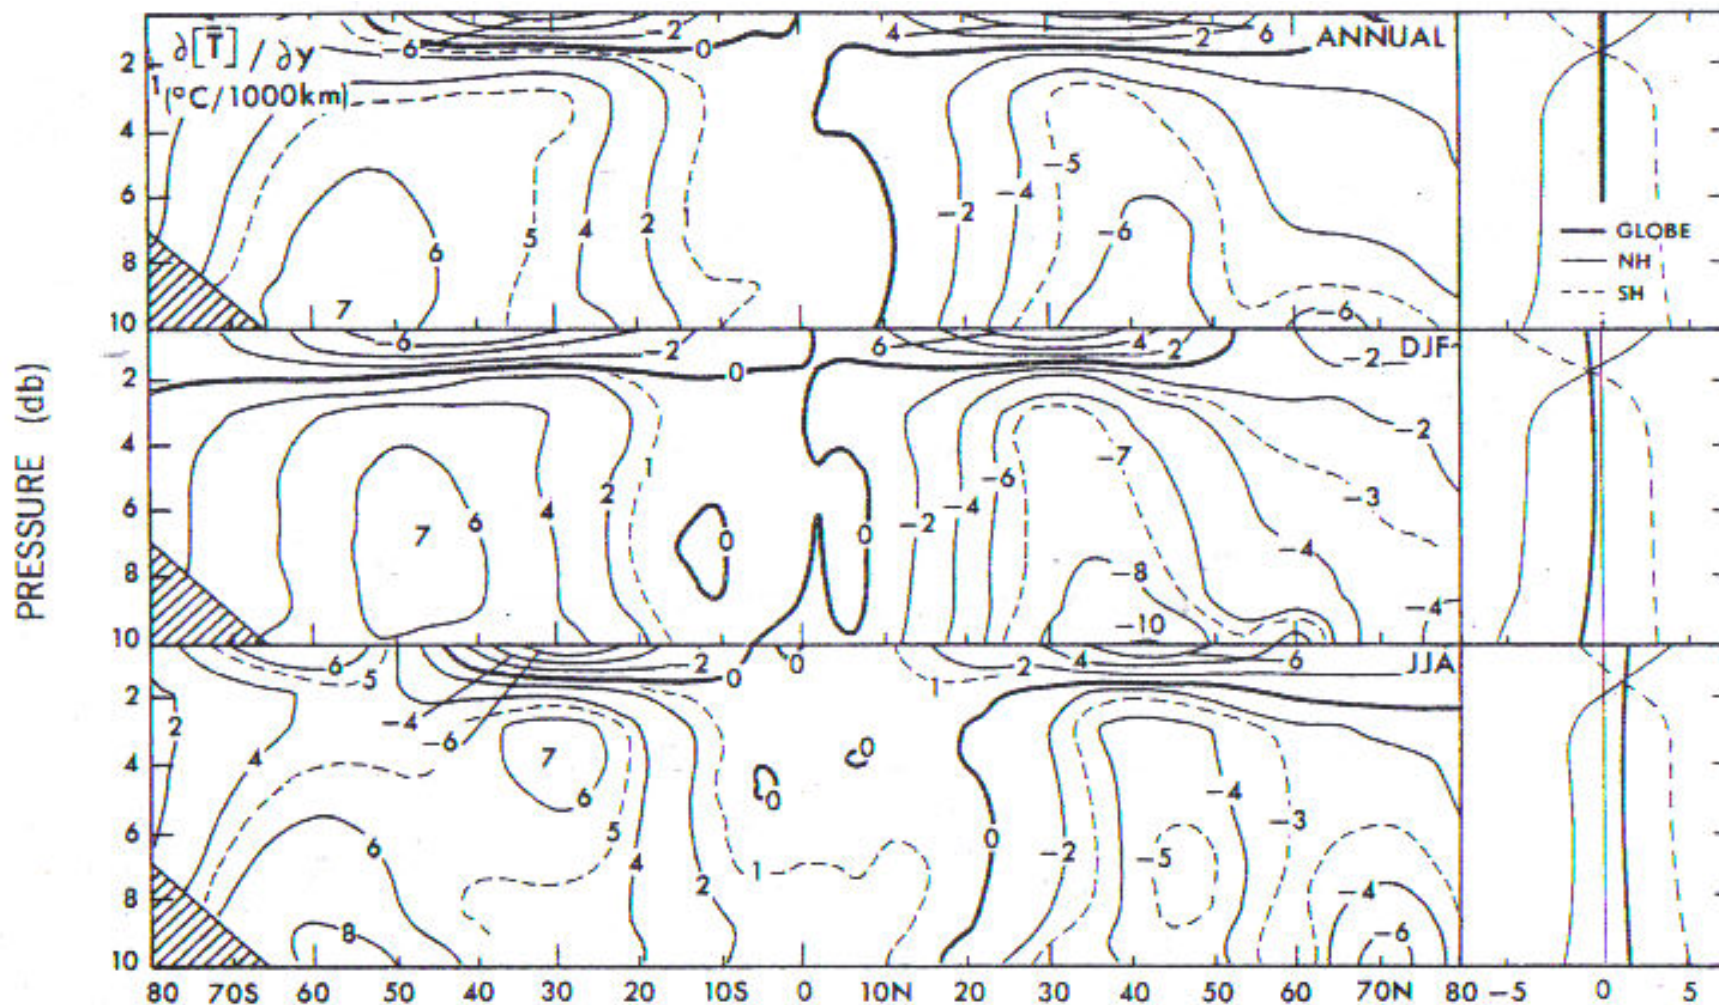 ∂[T̄] / ∂y
¹(°C/1000km)
PRESSURE (db)
ANNUAL
-6 -2 0 4 2 6
6 7 5 4 2 1 -2 -4 -5 -6 -6
2
4
6
8
10
GLOBE
NH
SH
DJF
-6 -2 0 6 4 2 -2
7 6 4 2 1 0 0 -2 -4 -6 -7 -8 -10 -4 -3 -2 -4
2
4
6
8
10
JJA
6 5 2 0 0 1 2 4 6
2 4 -4 -6 7 6 6 8 5 4 2 1 0 0 0 -2 -5 -4 -3 -4 -6
2
4
6
8
10
80 70S 60 50 40 30 20 10S 0 10N 20 30 40 50 60 70N 80 -5 0 5